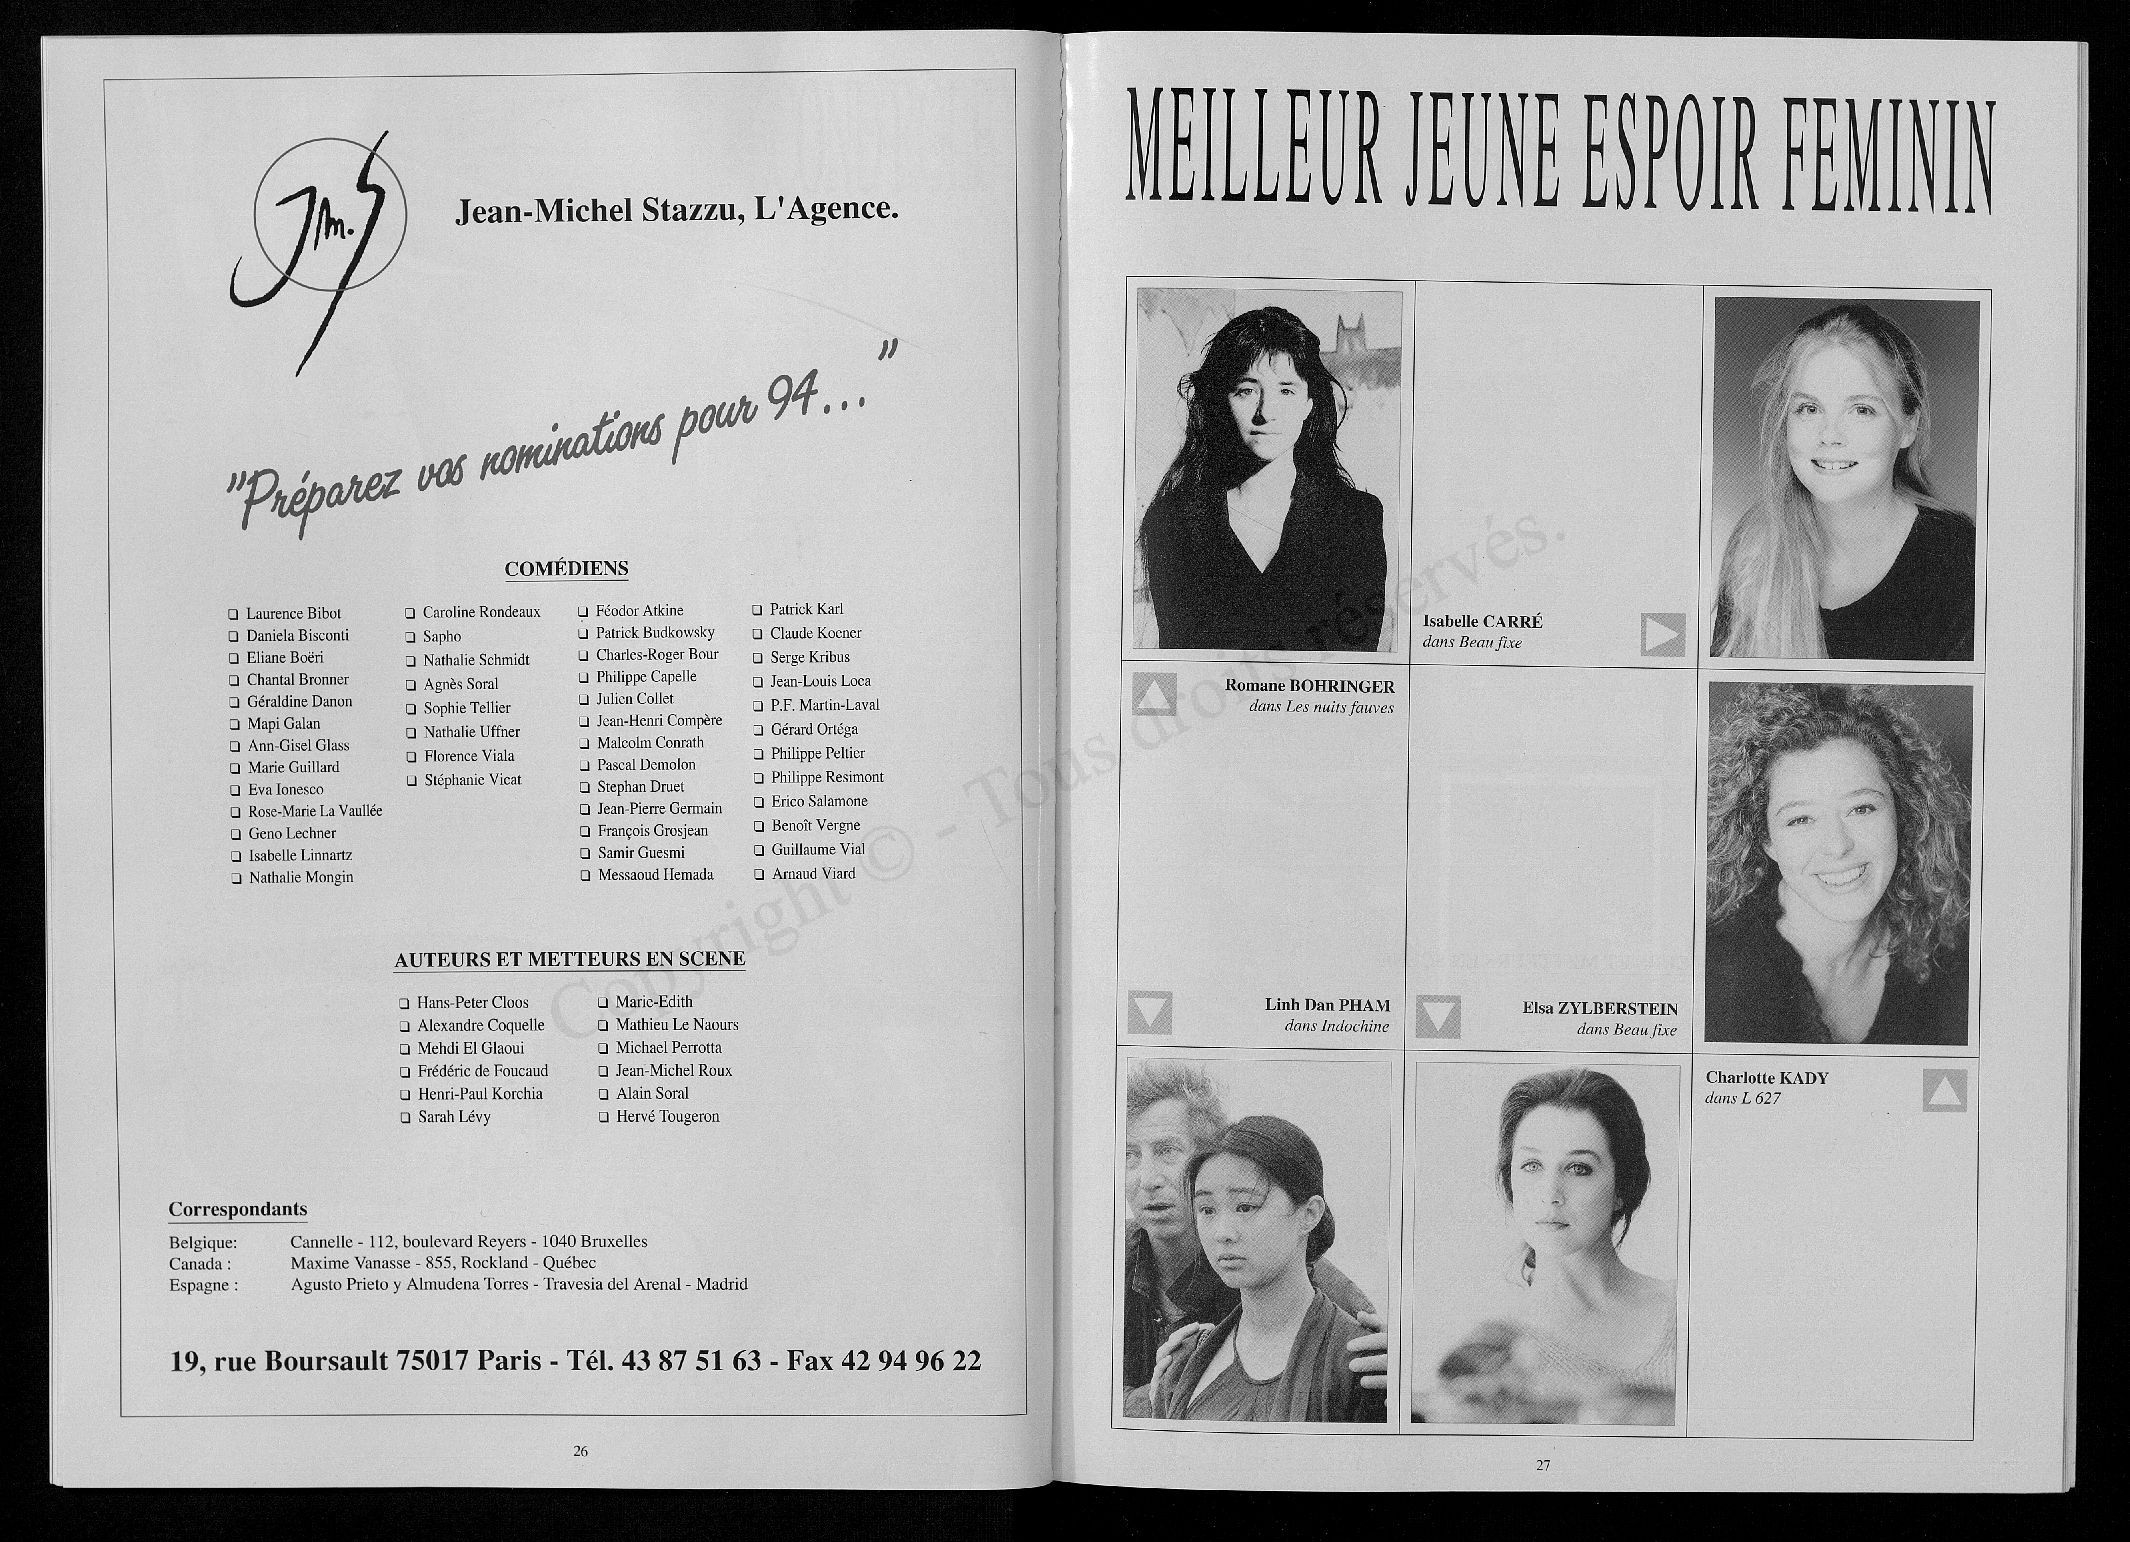 JM.S
Jean-Michel Stazzu, L'Agence.
"Préparez vos nominations pour 94..."
COMÉDIENS
❏ Laurence Bibot
❏ Daniela Bisconti
❏ Eliane Boëri
❏ Chantal Bronner
❏ Géraldine Danon
❏ Mapi Galan
❏ Ann-Gisel Glass
❏ Marie Guillard
❏ Eva Ionesco
❏ Rose-Marie La Vaullée
❏ Geno Lechner
❏ Isabelle Linnartz
❏ Nathalie Mongin
❏ Caroline Rondeaux
❏ Sapho
❏ Nathalie Schmidt
❏ Agnès Soral
❏ Sophie Tellier
❏ Nathalie Uffner
❏ Florence Viala
❏ Stéphanie Vicat
❏ Féodor Atkine
❏ Patrick Budkowsky
❏ Charles-Roger Bour
❏ Philippe Capelle
❏ Julien Collet
❏ Jean-Henri Compère
❏ Malcolm Conrath
❏ Pascal Demolon
❏ Stephan Druet
❏ Jean-Pierre Germain
❏ François Grosjean
❏ Samir Guesmi
❏ Messaoud Hemada
❏ Patrick Karl
❏ Claude Koener
❏ Serge Kribus
❏ Jean-Louis Loca
❏ P.F. Martin-Laval
❏ Gérard Ortéga
❏ Philippe Peltier
❏ Philippe Resimont
❏ Erico Salamone
❏ Benoît Vergne
❏ Guillaume Vial
❏ Arnaud Viard
AUTEURS ET METTEURS EN SCENE
❏ Hans-Peter Cloos
❏ Alexandre Coquelle
❏ Mehdi El Glaoui
❏ Frédéric de Foucaud
❏ Henri-Paul Korchia
❏ Sarah Lévy
❏ Marie-Edith
❏ Mathieu Le Naours
❏ Michael Perrotta
❏ Jean-Michel Roux
❏ Alain Soral
❏ Hervé Tougeron
Correspondants
Belgique: Cannelle - 112, boulevard Reyers - 1040 Bruxelles
Canada : Maxime Vanasse - 855, Rockland - Québec
Espagne : Agusto Prieto y Almudena Torres - Travesia del Arenal - Madrid
19, rue Boursault 75017 Paris - Tél. 43 87 51 63 - Fax 42 94 96 22
26
MEILLEUR JEUNE ESPOIR FEMININ
Isabelle CARRÉ
dans Beau fixe
Romane BOHRINGER
dans Les nuits fauves
Linh Dan PHAM
dans Indochine
Elsa ZYLBERSTEIN
dans Beau fixe
Charlotte KADY
dans L 627
27
Copyright © - Tous droits réservés.